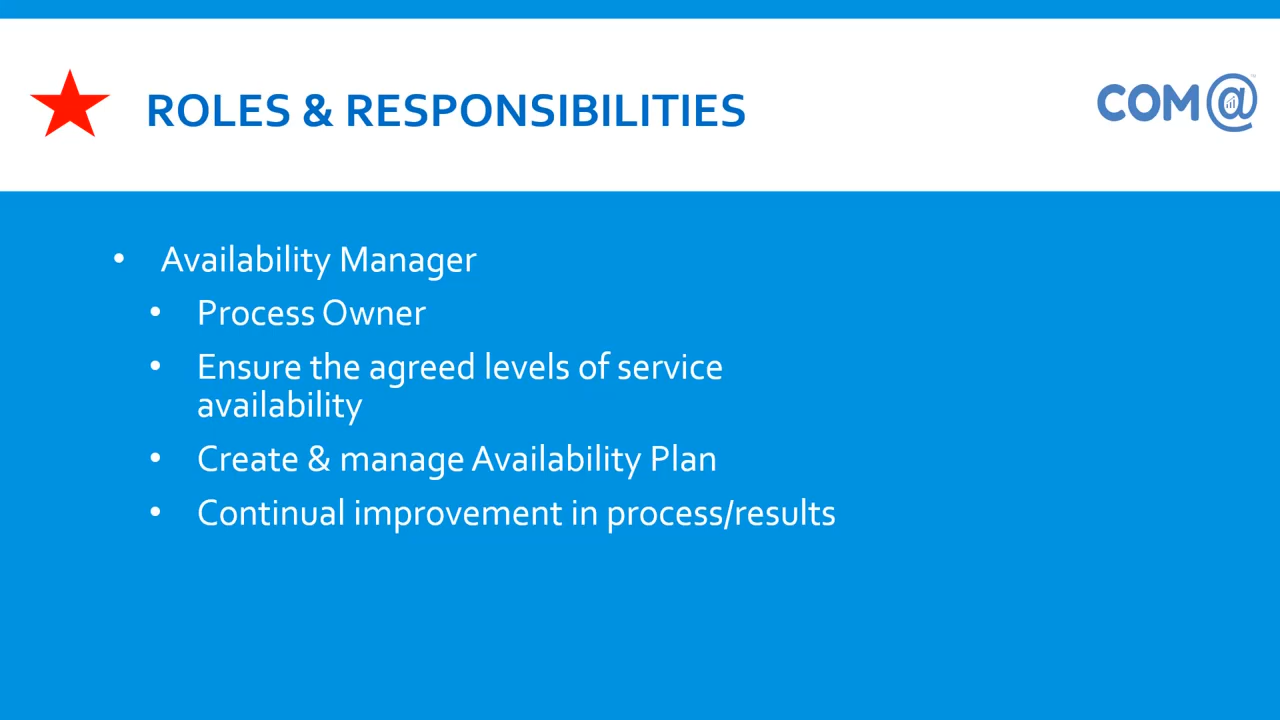 ROLES & RESPONSIBILITIES
COM@™
• Availability Manager
• Process Owner
• Ensure the agreed levels of service
availability
• Create & manage Availability Plan
• Continual improvement in process/results